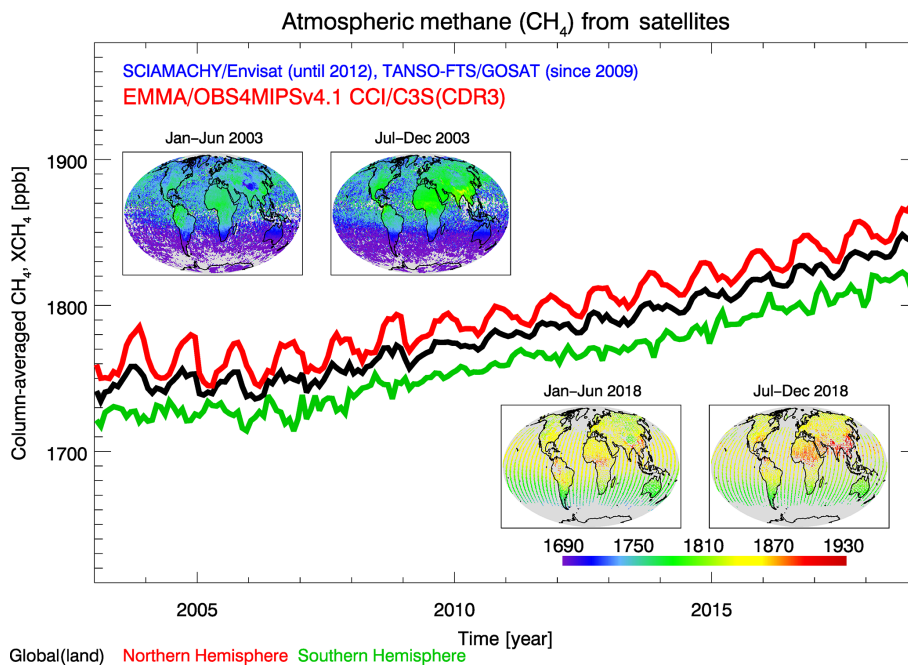 Atmospheric methane (CH₄) from satellites
SCIAMACHY/Envisat (until 2012), TANSO-FTS/GOSAT (since 2009)
EMMA/OBS4MIPSv4.1 CCI/C3S(CDR3)
Jan–Jun 2003
Jul–Dec 2003
Column-averaged CH₄, XCH₄ [ppb]
1900
1800
1700
Jan–Jun 2018
Jul–Dec 2018
1690 1750 1810 1870 1930
2005 2010 2015
Time [year]
Global(land) Northern Hemisphere Southern Hemisphere